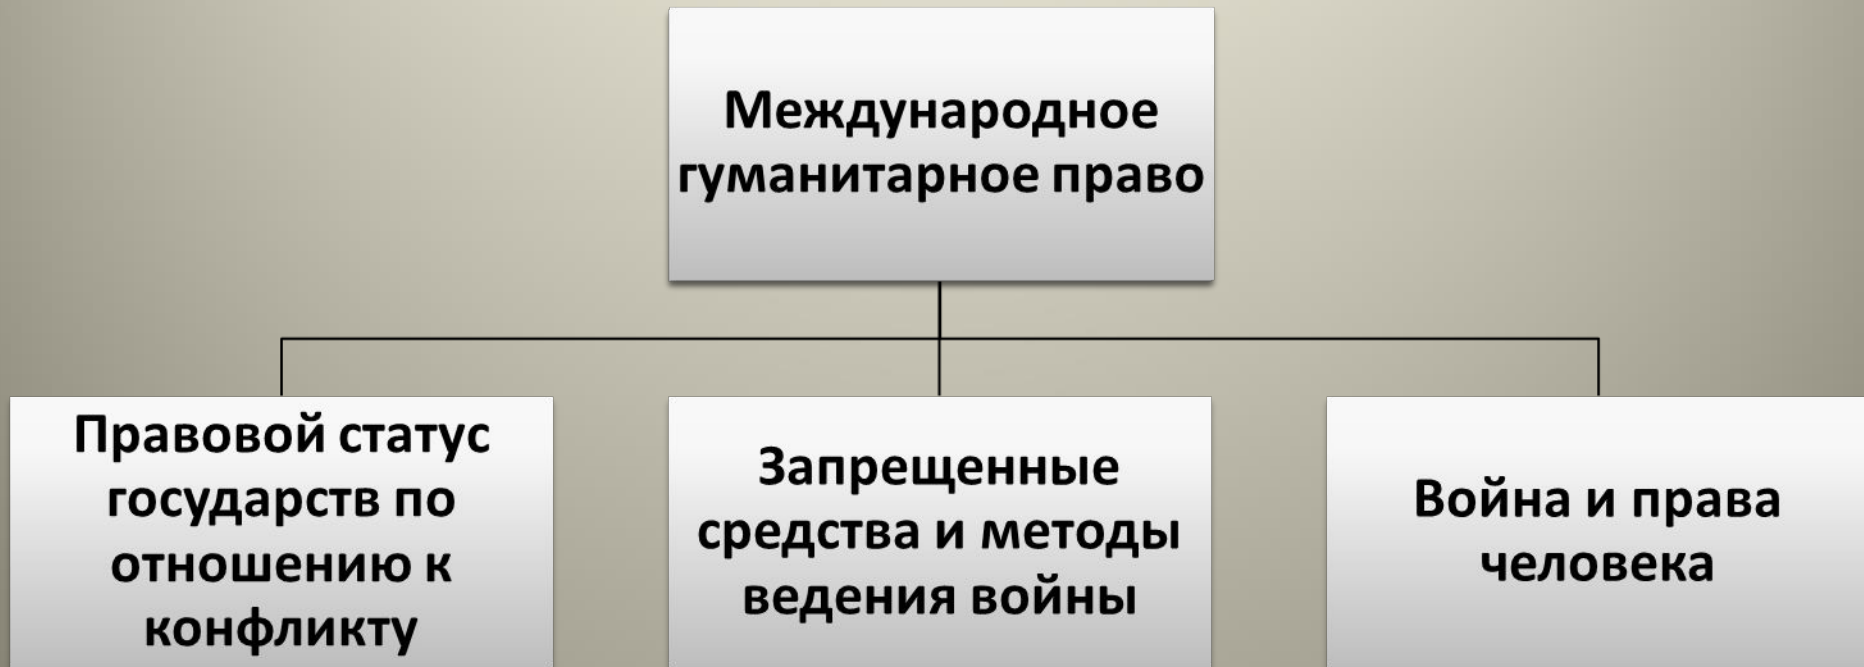 Международное
гуманитарное право
Правовой статус
государств по
отношению к
конфликту
Запрещенные
средства и методы
ведения войны
Война и права
человека